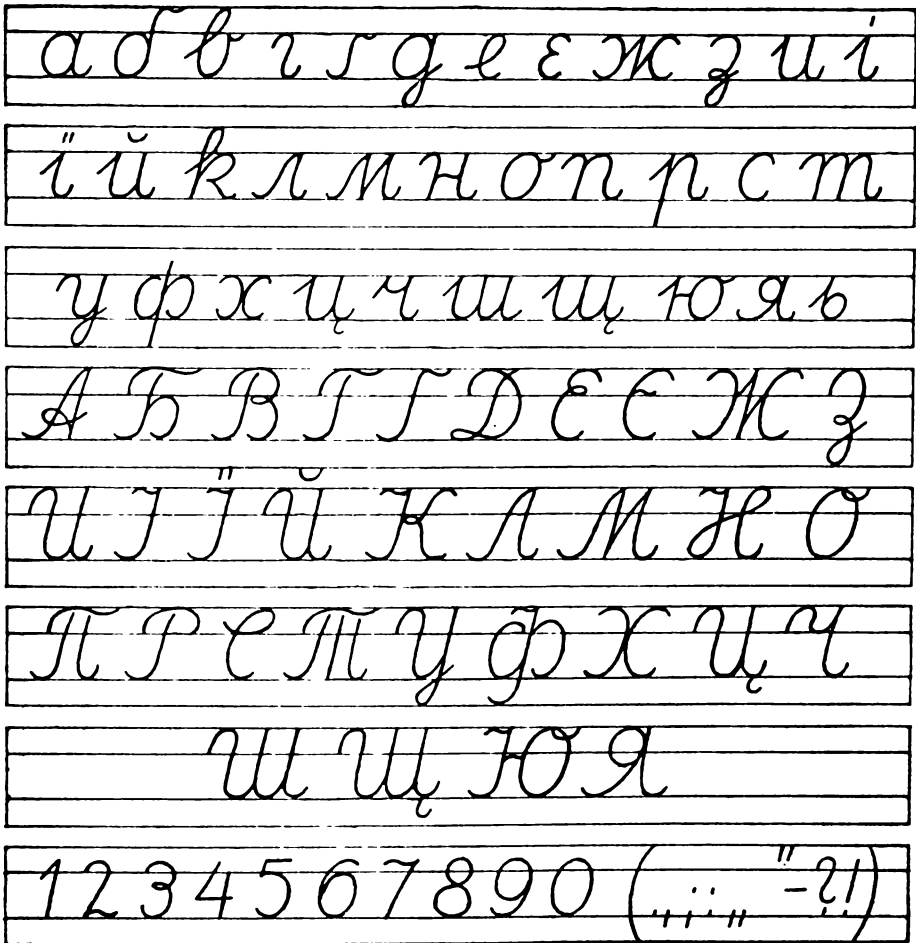 а б в г ґ д е є ж з и і
ї й к л м н о п р с т
у ф х ц ч ш щ ю я ь
А Б В Г Ґ Д Е Є Ж З
И І Ї Й К Л М Н О
П Р С Т У Ф Х Ц Ч
Ш Щ Ю Я
1 2 3 4 5 6 7 8 9 0 ( „ ; : „ " - ? ! )